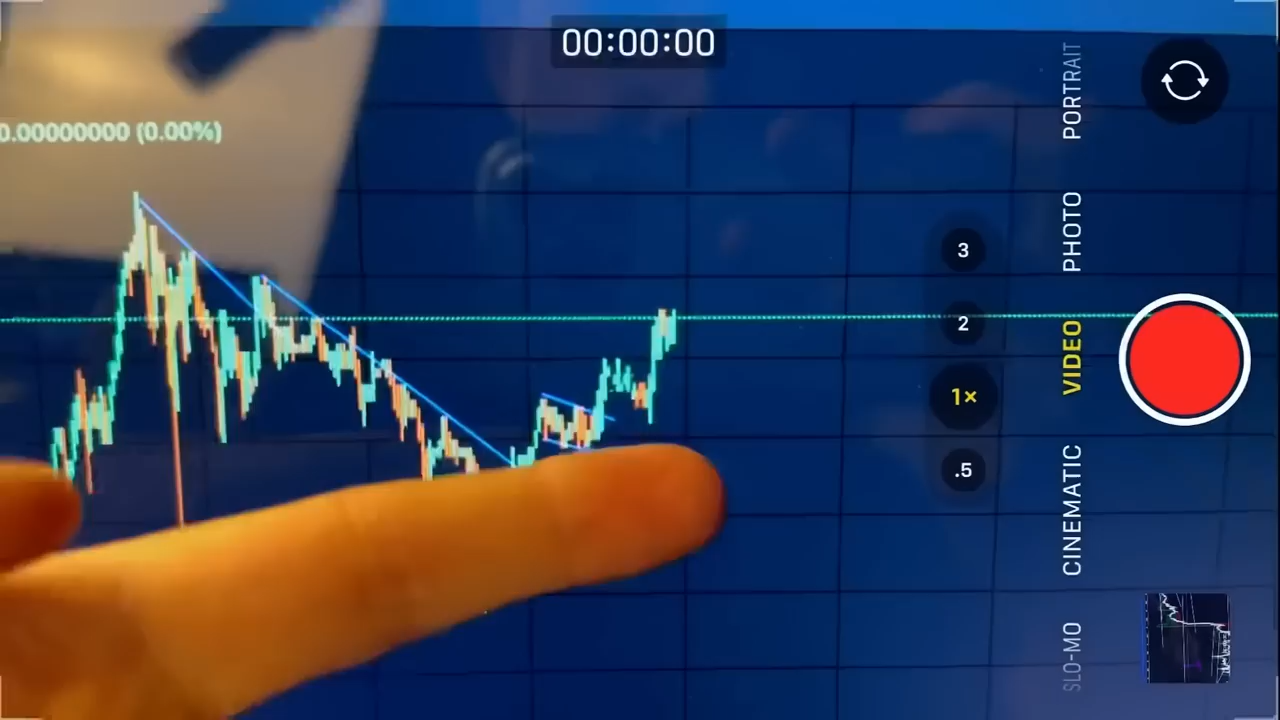 00:00:00
0.00000000 (0.00%)
3
2
1×
.5
PORTRAIT
PHOTO
VIDEO
CINEMATIC
SLO-MO